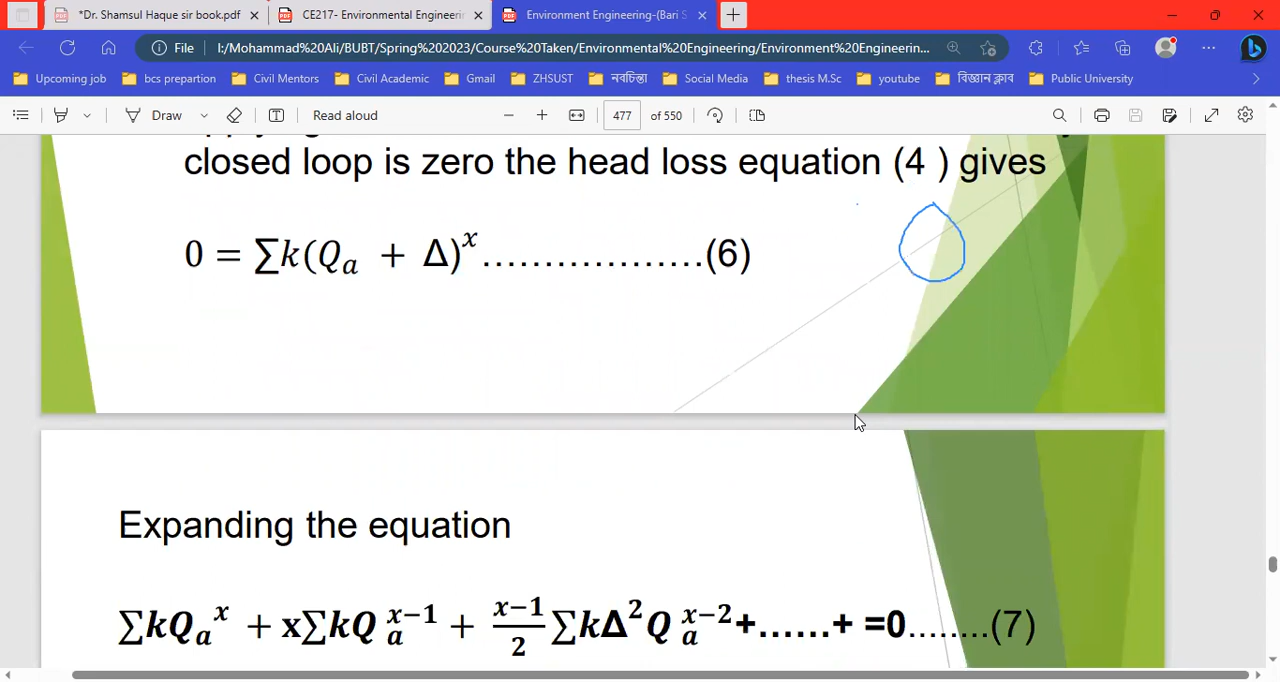 *Dr. Shamsul Haque sir book.pdf
CE217- Environmental Engineerin
Environment Engineering-(Bari S
File
I:/Mohammad%20Ali/BUBT/Spring%202023/Course%20Taken/Environmental%20Engineering/Environment%20Engineerin...
Upcoming job
bcs prepartion
Civil Mentors
Civil Academic
Gmail
ZHSUST
নবচিন্তা
Social Media
thesis M.Sc
youtube
বিজ্ঞান ক্লাব
Public University
Draw
Read aloud
477 of 550
closed loop is zero the head loss equation (4 ) gives
0 = ∑k(Qₐ + Δ)ˣ..................(6)
Expanding the equation
∑kQₐˣ + x∑kQₐˣ⁻¹ + (x−1)/2 ∑kΔ²Qₐˣ⁻²+......+ =0........(7)